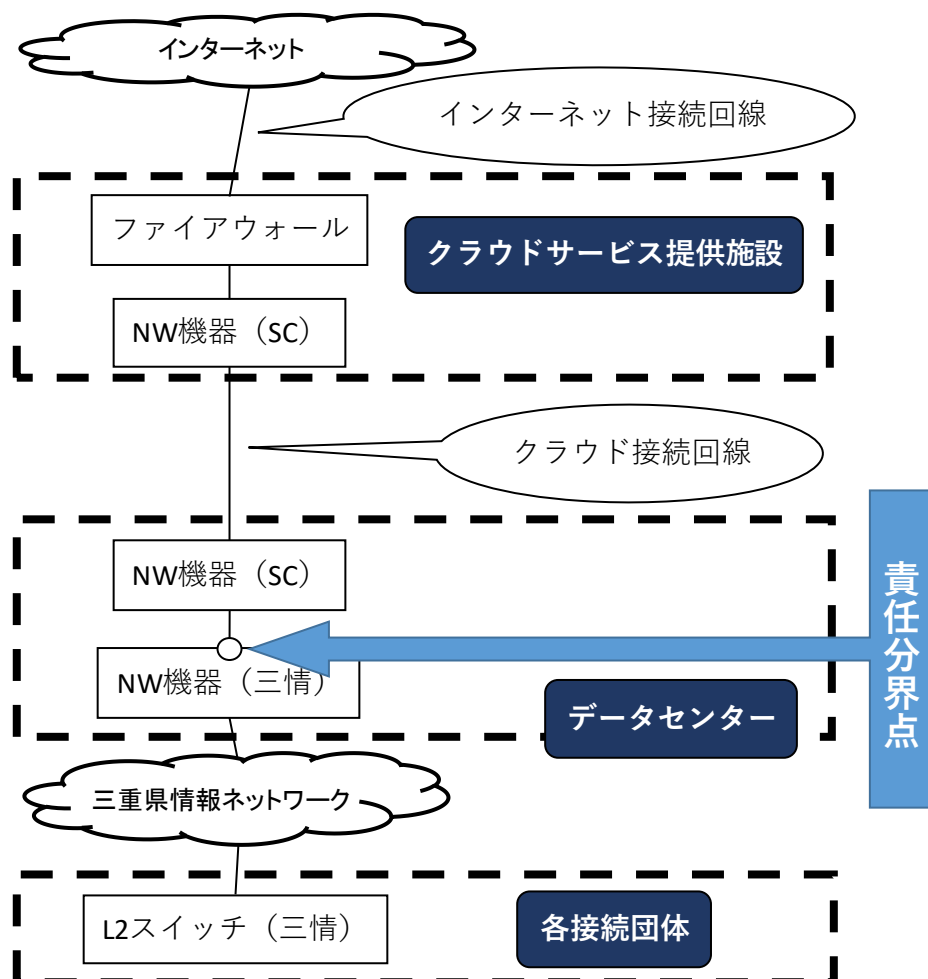 インターネット
インターネット接続回線
ファイアウォール
クラウドサービス提供施設
NW機器（SC）
クラウド接続回線
NW機器（SC）
責任分界点
NW機器（三情）
データセンター
三重県情報ネットワーク
L2スイッチ（三情）
各接続団体